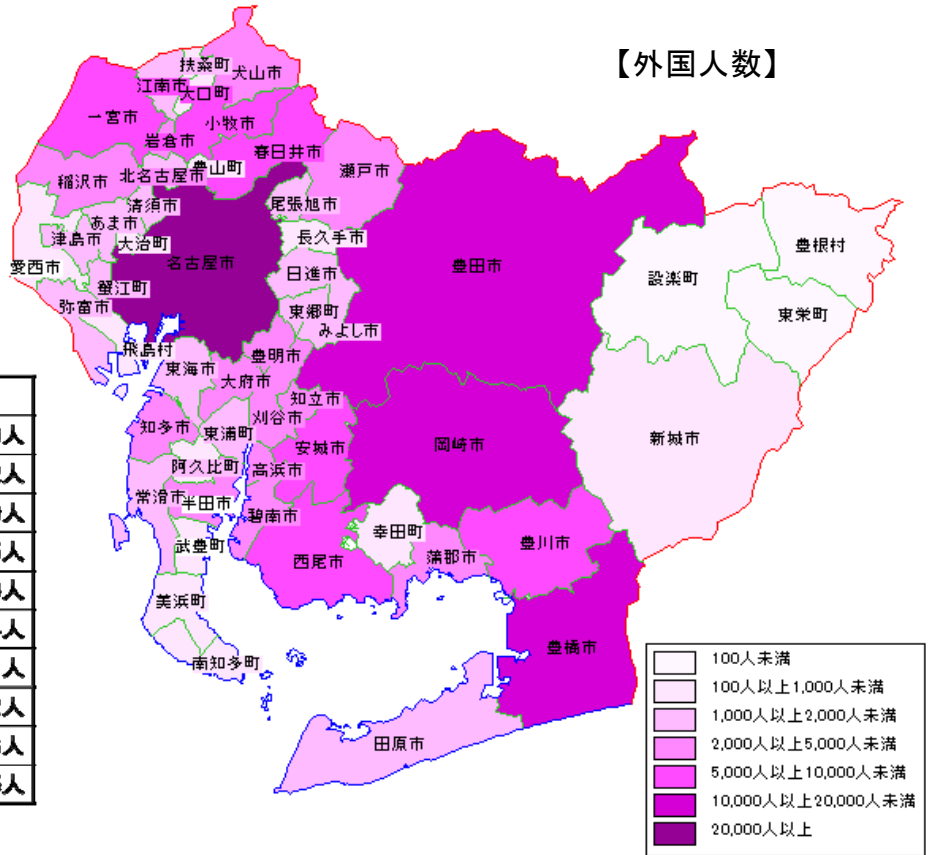 【外国人数】
扶桑町
犬山市
江南市
大口町
一宮市
小牧市
岩倉市
春日井市
豊山町
瀬戸市
稲沢市
北名古屋市
清須市
尾張旭市
あま市
津島市
大治町
長久手市
名古屋市
愛西市
日進市
豊田市
豊根村
設楽町
蟹江町
弥富市
東郷町
東栄町
みよし市
飛島村
豊明市
東海市
大府市
知立市
知多市
刈谷市
東浦町
安城市
岡崎市
新城市
阿久比町
高浜市
常滑市
半田市
碧南市
幸田町
豊川市
武豊町
西尾市
蒲郡市
美浜町
豊橋市
南知多町
田原市
人
人
人
人
人
人
人
人
人
人
100人未満
100人以上1,000人未満
1,000人以上2,000人未満
2,000人以上5,000人未満
5,000人以上10,000人未満
10,000人以上20,000人未満
20,000人以上